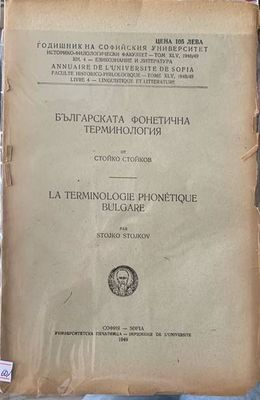 ЦЕНА 105 ЛЕВА
ГОДИШНИК НА СОФИЙСКИЯ УНИВЕРСИТЕТ
ИСТОРИКО-ФИЛОЛОГИЧЕСКИ ФАКУЛТЕТ — ТОМ XLV, 1948/49
КН. 4 — ЕЗИКОЗНАНИЕ И ЛИТЕРАТУРА
ANNUAIRE DE L'UNIVERSITÉ DE SOFIA
FACULTÉ HISTORICO-PHILOLOGIQUE — TOME XLV, 1948/49
LIVRE 4 — LINGUISTIQUE ET LITTÉRATURE
БЪЛГАРСКАТА ФОНЕТИЧНА
ТЕРМИНОЛОГИЯ
ОТ
СТОЙКО СТОЙКОВ
LA TERMINOLOGIE PHONÉTIQUE
BULGARE
PAR
STOJKO STOJKOV
СОФИЯ — SOFIA
УНИВЕРСИТЕТСКА ПЕЧАТНИЦА — IMPRIMERIE DE L'UNIVERSITÉ
1949